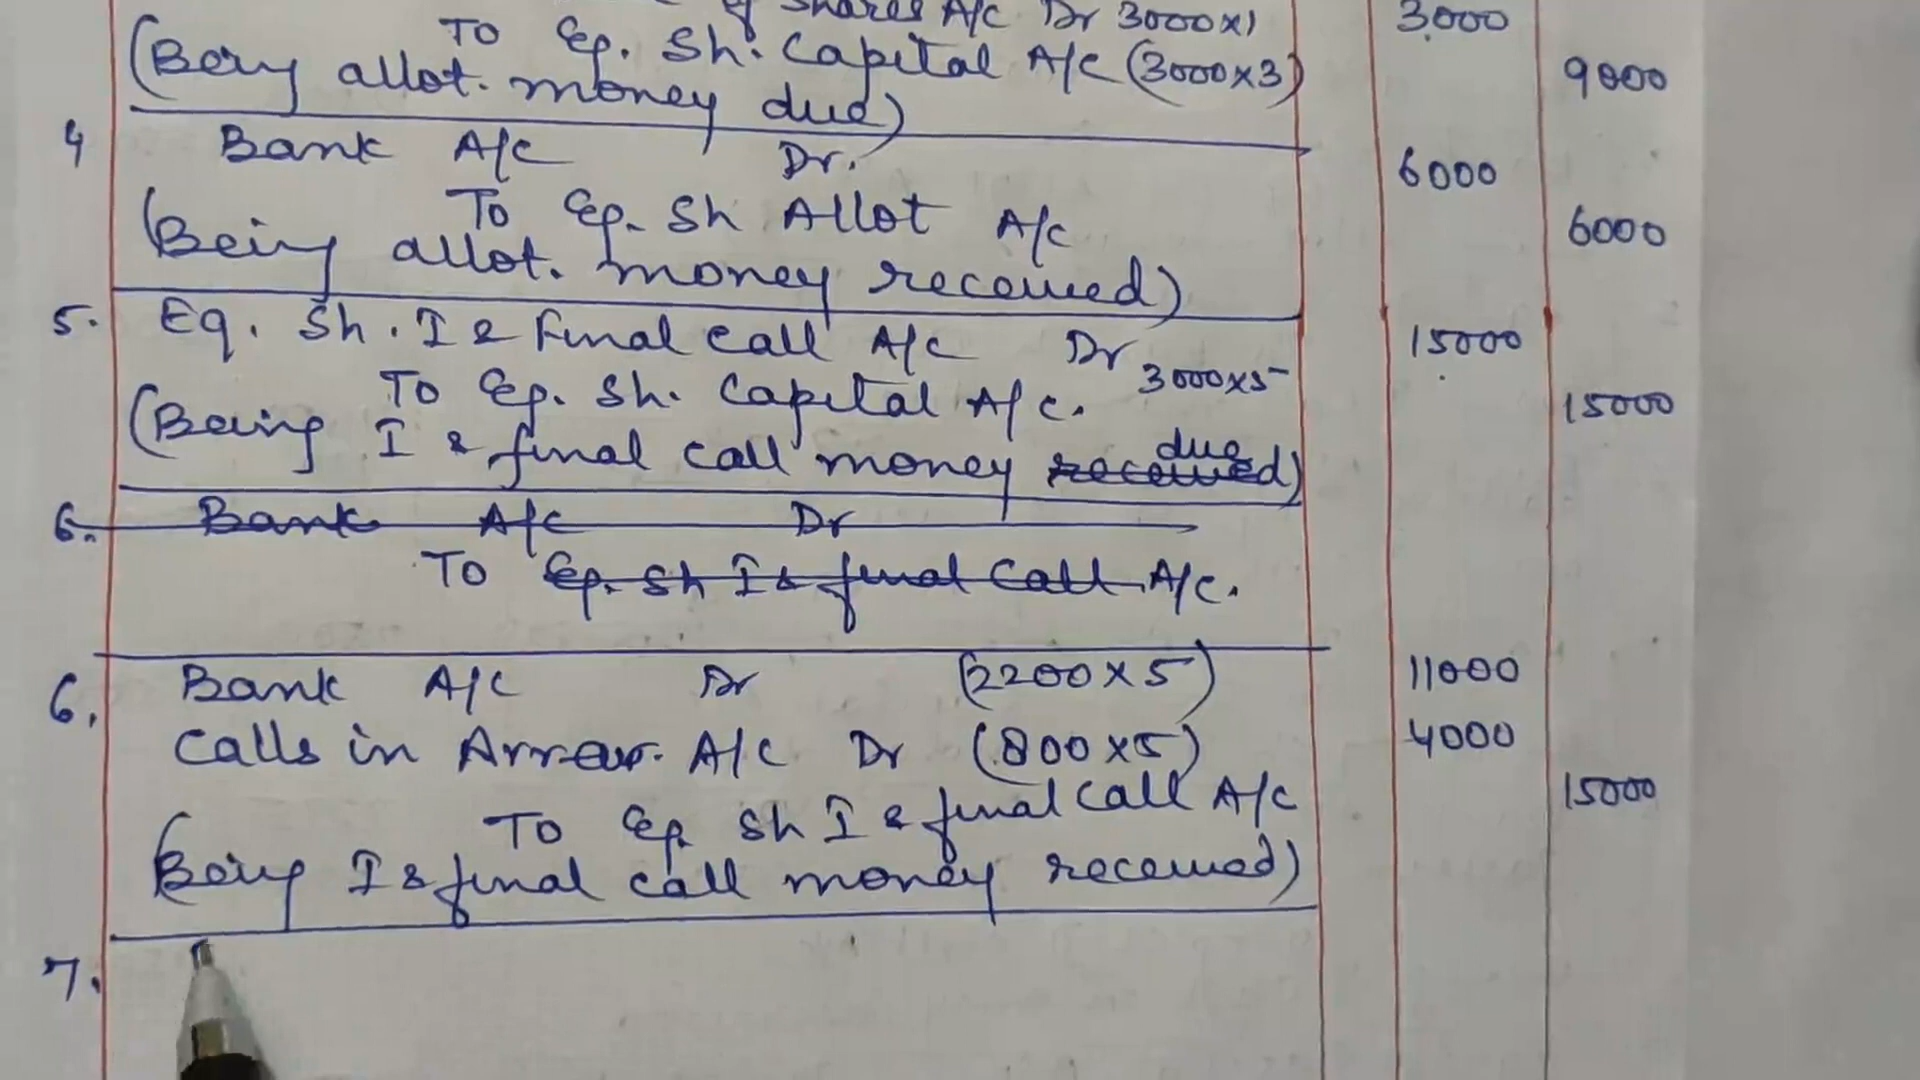 of Shares A/c Dr 3000x1 3000
To Eq. Sh. Capital A/c (3000x3) 9000
(Being allot. money due)
4 Bank A/c Dr. 6000
To Eq. Sh Allot A/c 6000
(Being allot. money received)
5. Eq. Sh. I & Final call A/c Dr 15000
3000x5
To Eq. Sh. Capital A/c. 15000
(Being I & final call money received due)
6. Bank A/c Dr
To Eq. Sh I & final Call A/c.
6. Bank A/c Dr (2200x5) 11000
Calls in Arrear. A/c Dr (800x5) 4000
To Eq. Sh I & final call A/c 15000
(Being I & final call money received)
7.